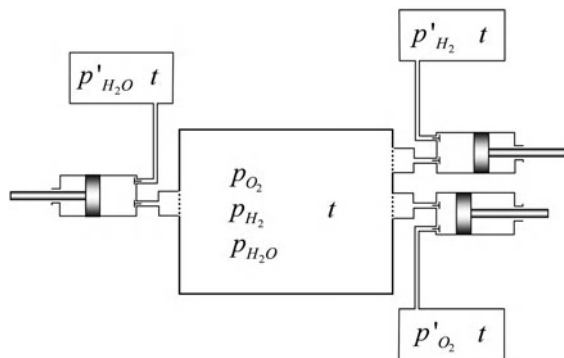 p'H₂ t
p'H₂O t
pO₂
pH₂ t
pH₂O
p'O₂ t